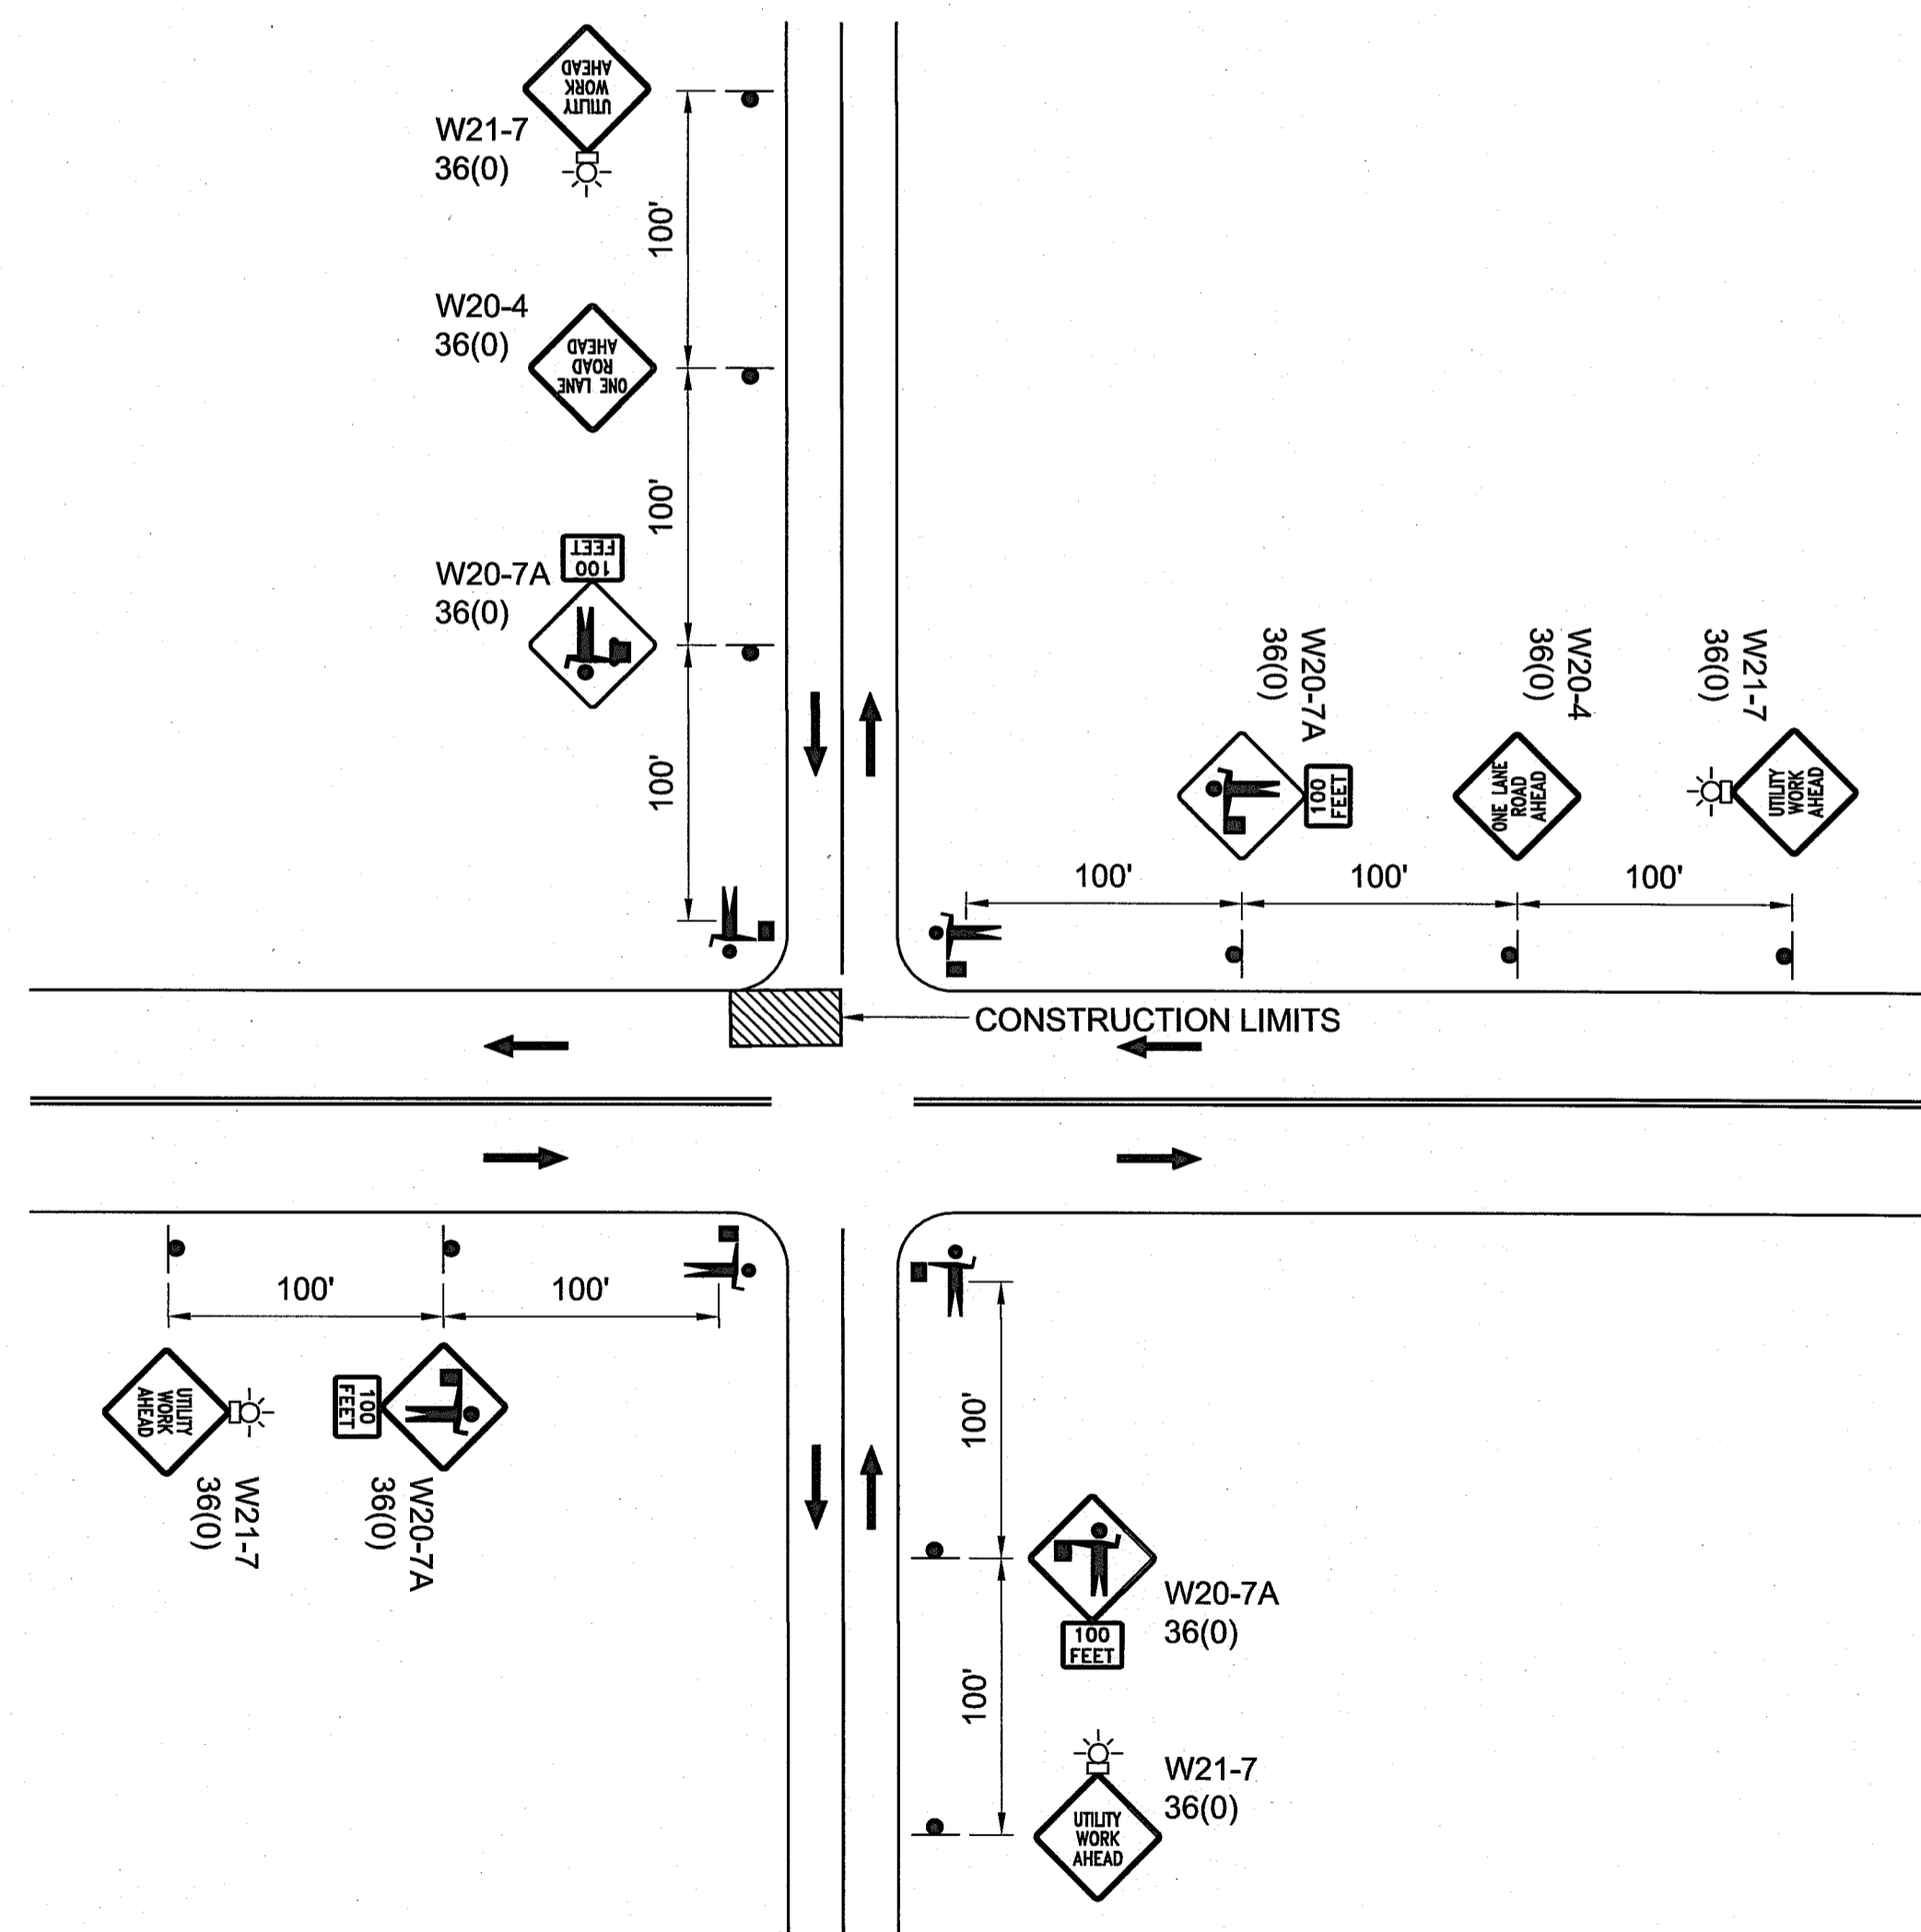 UTILITY
WORK
AHEAD
W21-7
36(0)
100'
W20-4
36(0)
ONE LANE
ROAD
AHEAD
100'
100
FEET
W20-7A
36(0)
100'
W20-7A
36(0)
100
FEET
W20-4
36(0)
ONE LANE
ROAD
AHEAD
W21-7
36(0)
UTILITY
WORK
AHEAD
100'
100'
100'
CONSTRUCTION LIMITS
100'
100'
UTILITY
WORK
AHEAD
W21-7
36(0)
100
FEET
W20-7A
36(0)
100'
W20-7A
36(0)
100
FEET
100'
W21-7
36(0)
UTILITY
WORK
AHEAD